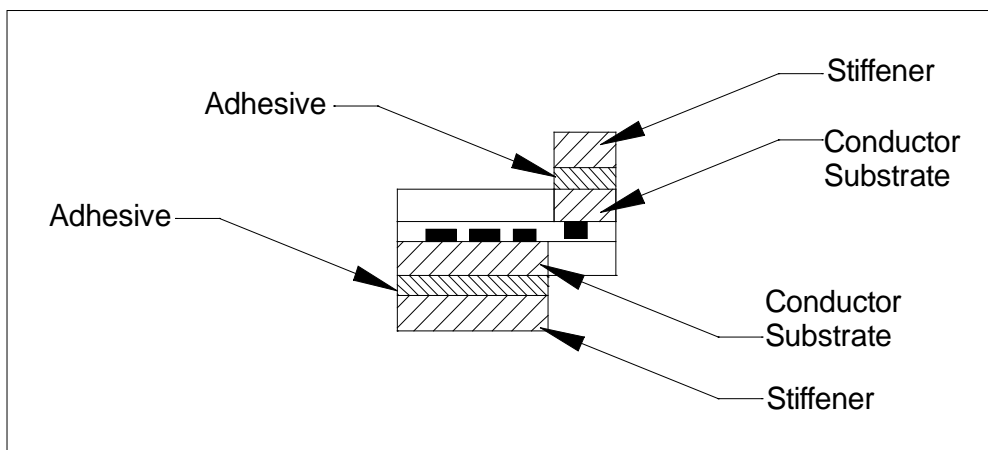 Stiffener
Adhesive
Conductor
Substrate
Adhesive
Conductor
Substrate
Stiffener